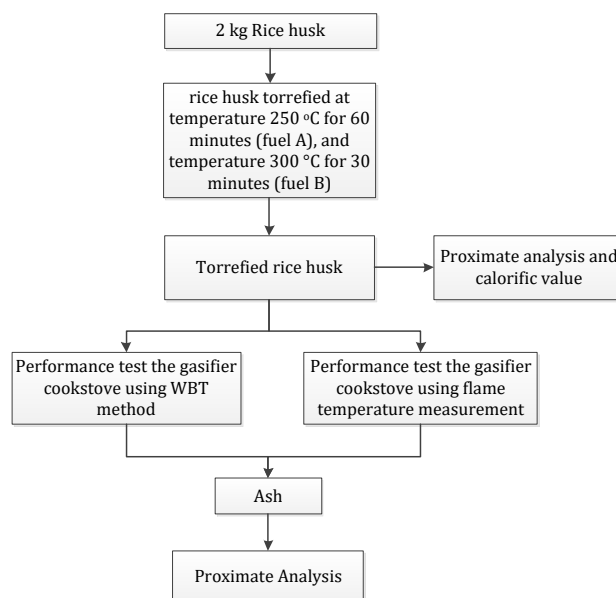 2 kg Rice husk
rice husk torrefied at
temperature 250 ºC for 60
minutes (fuel A), and
temperature 300 °C for 30
minutes (fuel B)
Torrefied rice husk
Proximate analysis and
calorific value
Performance test the gasifier
cookstove using WBT
method
Performance test the gasifier
cookstove using flame
temperature measurement
Ash
Proximate Analysis